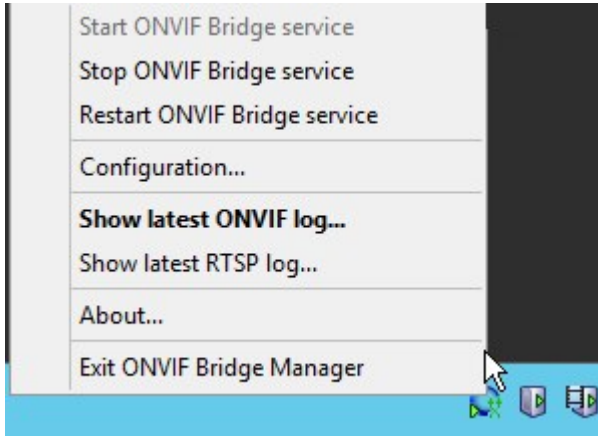 Start ONVIF Bridge service
Stop ONVIF Bridge service
Restart ONVIF Bridge service
Configuration...
Show latest ONVIF log...
Show latest RTSP log...
About...
Exit ONVIF Bridge Manager